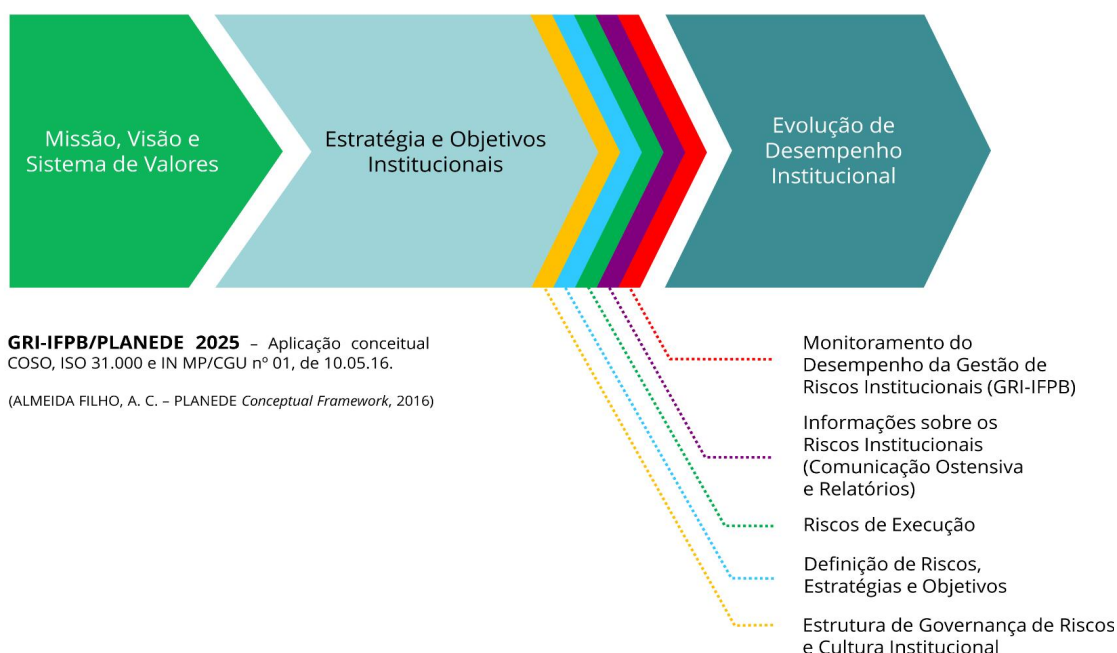 Missão, Visão e
Sistema de Valores
Estratégia e Objetivos
Institucionais
Evolução de
Desempenho
Institucional
GRI-IFPB/PLANEDE 2025 – Aplicação conceitual
COSO, ISO 31.000 e IN MP/CGU nº 01, de 10.05.16.
(ALMEIDA FILHO, A. C. – PLANEDE Conceptual Framework, 2016)
Monitoramento do
Desempenho da Gestão de
Riscos Institucionais (GRI-IFPB)
Informações sobre os
Riscos Institucionais
(Comunicação Ostensiva
e Relatórios)
Riscos de Execução
Definição de Riscos,
Estratégias e Objetivos
Estrutura de Governança de Riscos
e Cultura Institucional